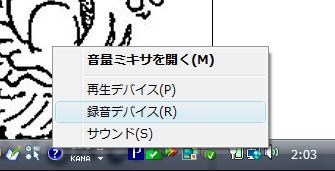 音量ミキサを開く(M)
再生デバイス(P)
録音デバイス(R)
サウンド(S)
KANA
P
2:03